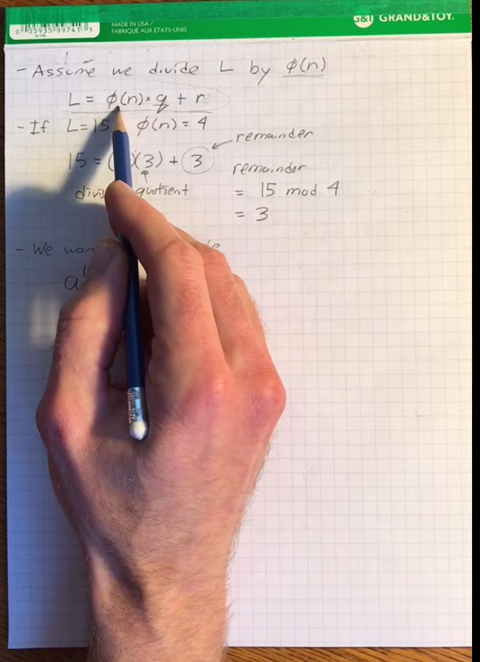 MADE IN USA /
FABRIQUÉ AUX ETATS-UNIS
G&T GRAND&TOY.
- Assume we divide L by ϕ(n)
L = ϕ(n) × q + r
- If L = 15 ϕ(n) = 4
remainder
15 = ( )(3) + 3
remainder
quotient
= 15 mod 4
= 3
- We